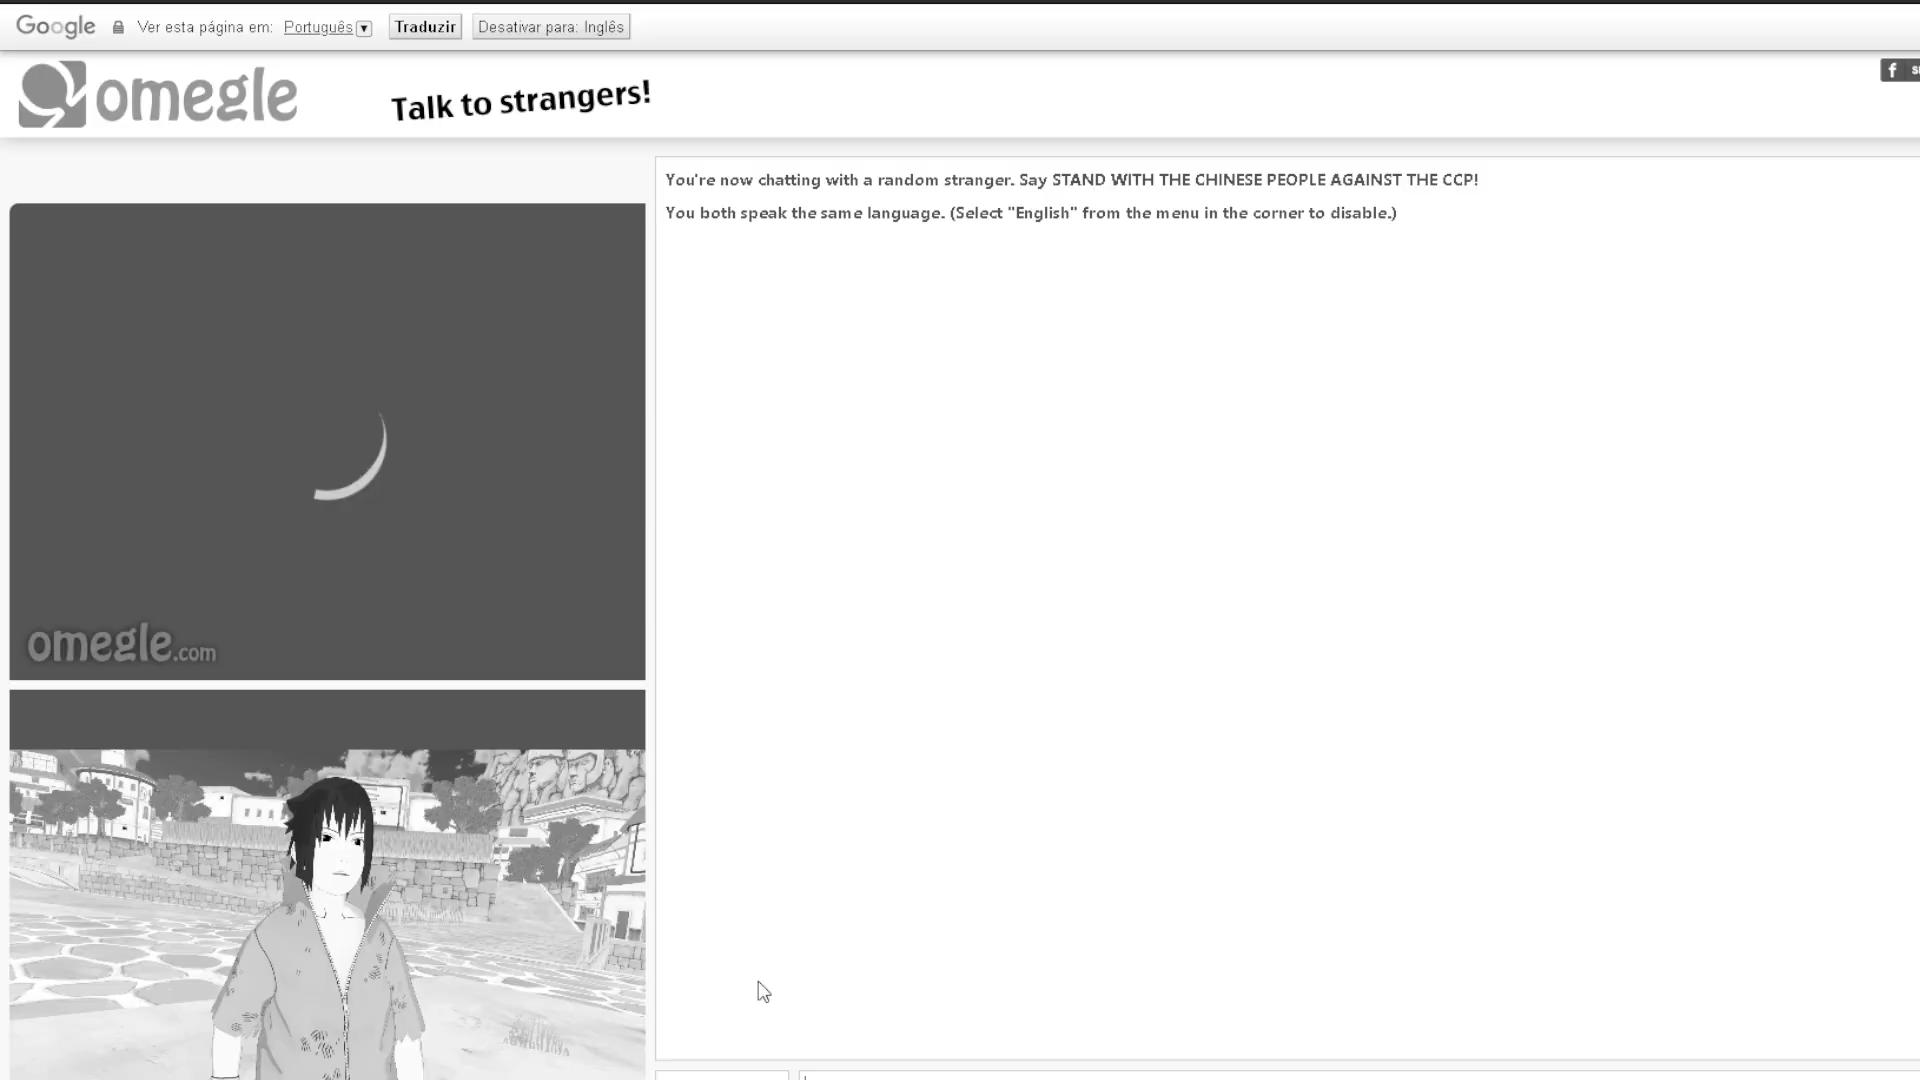 Google Ver esta página em: Português Traduzir Desativar para: Inglês
omegle Talk to strangers!
f
You're now chatting with a random stranger. Say STAND WITH THE CHINESE PEOPLE AGAINST THE CCP!
You both speak the same language. (Select "English" from the menu in the corner to disable.)
omegle.com